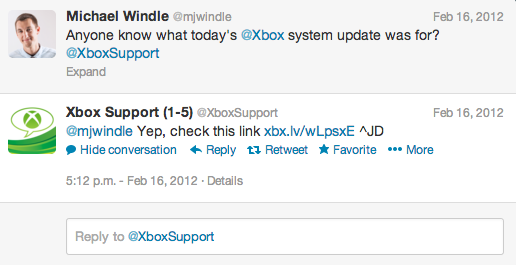 Michael Windle @mjwindle Feb 16, 2012
Anyone know what today's @Xbox system update was for?
@XboxSupport
Expand
Xbox Support (1-5) @XboxSupport Feb 16, 2012
@mjwindle Yep, check this link xbx.lv/wLpsxE ^JD
Hide conversation Reply Retweet Favorite More
5:12 p.m. - Feb 16, 2012 · Details
Reply to @XboxSupport